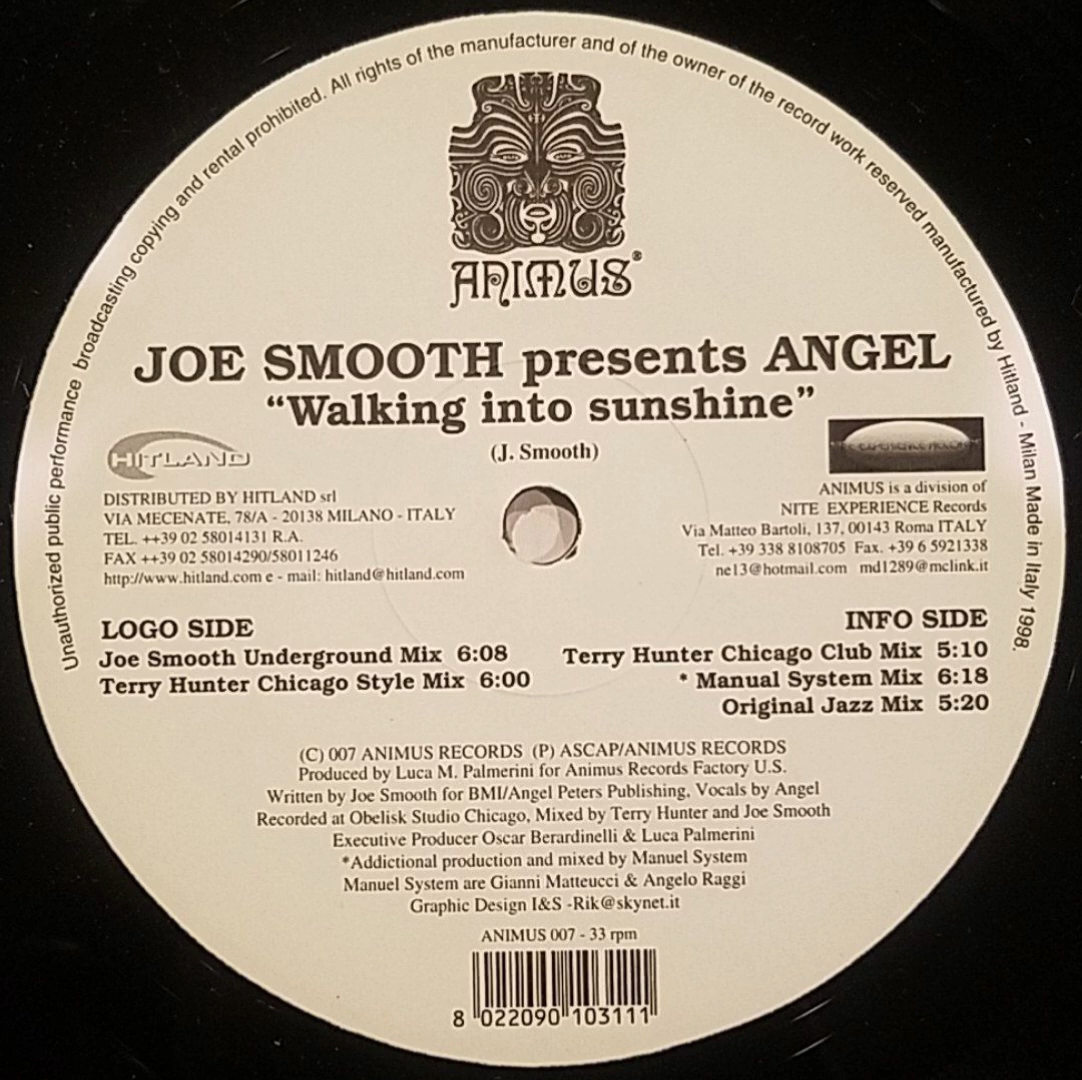 Unauthorized public performance broadcasting copying and rental prohibited. All rights of the manufacturer and of the owner of the record work reserved manufactured by Hitland - Milan Made in Italy 1998.
ANIMUS®
JOE SMOOTH presents ANGEL
“Walking into sunshine”
(J. Smooth)
HITLAND
DISTRIBUTED BY HITLAND srl
VIA MECENATE, 78/A - 20138 MILANO - ITALY
TEL. ++39 02 58014131 R.A.
FAX ++39 02 58014290/58011246
http://www.hitland.com e - mail: hitland@hitland.com
ANIMUS is a division of
NITE EXPERIENCE Records
Via Matteo Bartoli, 137, 00143 Roma ITALY
Tel. +39 338 8108705 Fax. +39 6 5921338
ne13@hotmail.com md1289@mclink.it
LOGO SIDE
Joe Smooth Underground Mix 6:08
Terry Hunter Chicago Style Mix 6:00
INFO SIDE
Terry Hunter Chicago Club Mix 5:10
* Manual System Mix 6:18
Original Jazz Mix 5:20
(C) 007 ANIMUS RECORDS (P) ASCAP/ANIMUS RECORDS
Produced by Luca M. Palmerini for Animus Records Factory U.S.
Written by Joe Smooth for BMI/Angel Peters Publishing, Vocals by Angel
Recorded at Obelisk Studio Chicago, Mixed by Terry Hunter and Joe Smooth
Executive Producer Oscar Berardinelli & Luca Palmerini
*Addictional production and mixed by Manuel System
Manuel System are Gianni Matteucci & Angelo Raggi
Graphic Design I&S -Rik@skynet.it
ANIMUS 007 - 33 rpm
8 022090 103111